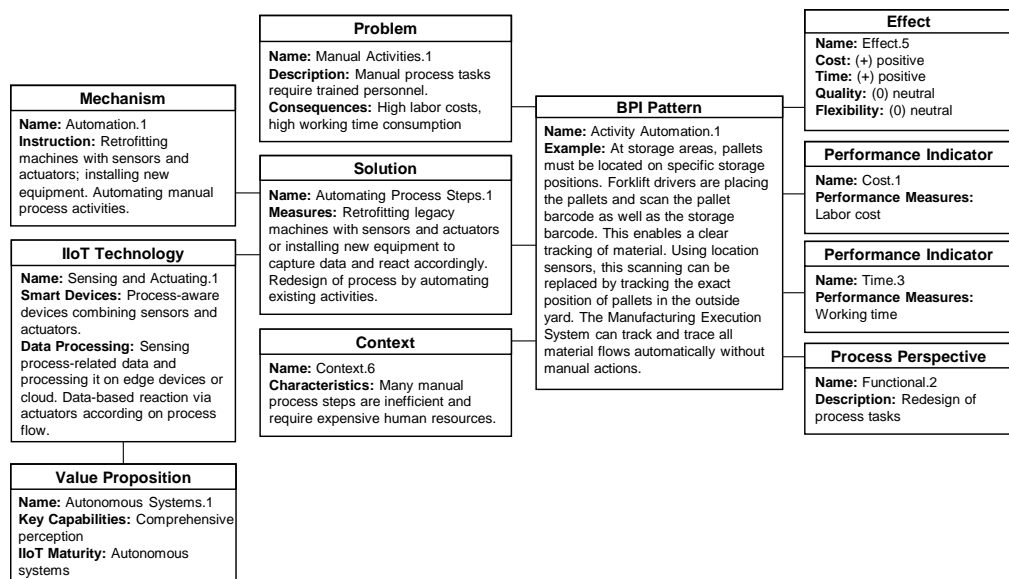 Problem
Name: Manual Activities.1
Description: Manual process tasks
require trained personnel.
Consequences: High labor costs,
high working time consumption
Effect
Name: Effect.5
Cost: (+) positive
Time: (+) positive
Quality: (0) neutral
Flexibility: (0) neutral
Mechanism
Name: Automation.1
Instruction: Retrofitting
machines with sensors and
actuators; installing new
equipment. Automating manual
process activities.
Solution
Name: Automating Process Steps.1
Measures: Retrofitting legacy
machines with sensors and actuators
or installing new equipment to
capture data and react accordingly.
Redesign of process by automating
existing activities.
BPI Pattern
Name: Activity Automation.1
Example: At storage areas, pallets
must be located on specific storage
positions. Forklift drivers are placing
the pallets and scan the pallet
barcode as well as the storage
barcode. This enables a clear
tracking of material. Using location
sensors, this scanning can be
replaced by tracking the exact
position of pallets in the outside
yard. The Manufacturing Execution
System can track and trace all
material flows automatically without
manual actions.
Performance Indicator
Name: Cost.1
Performance Measures:
Labor cost
IIoT Technology
Name: Sensing and Actuating.1
Smart Devices: Process-aware
devices combining sensors and
actuators.
Data Processing: Sensing
process-related data and
processing it on edge devices or
cloud. Data-based reaction via
actuators according on process
flow.
Performance Indicator
Name: Time.3
Performance Measures:
Working time
Context
Name: Context.6
Characteristics: Many manual
process steps are inefficient and
require expensive human resources.
Process Perspective
Name: Functional.2
Description: Redesign of
process tasks
Value Proposition
Name: Autonomous Systems.1
Key Capabilities: Comprehensive
perception
IIoT Maturity: Autonomous
systems